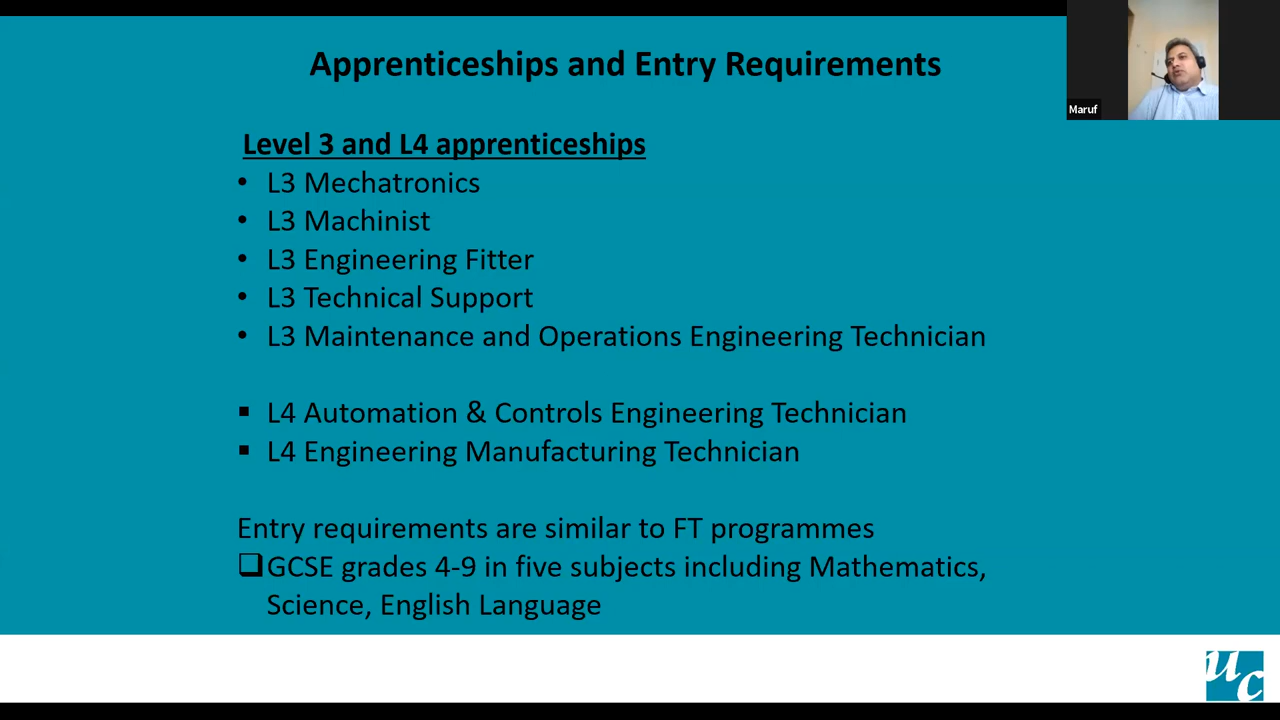 Apprenticeships and Entry Requirements
Maruf
Level 3 and L4 apprenticeships
• L3 Mechatronics
• L3 Machinist
• L3 Engineering Fitter
• L3 Technical Support
• L3 Maintenance and Operations Engineering Technician
▪ L4 Automation & Controls Engineering Technician
▪ L4 Engineering Manufacturing Technician
Entry requirements are similar to FT programmes
❑GCSE grades 4-9 in five subjects including Mathematics,
Science, English Language
uc